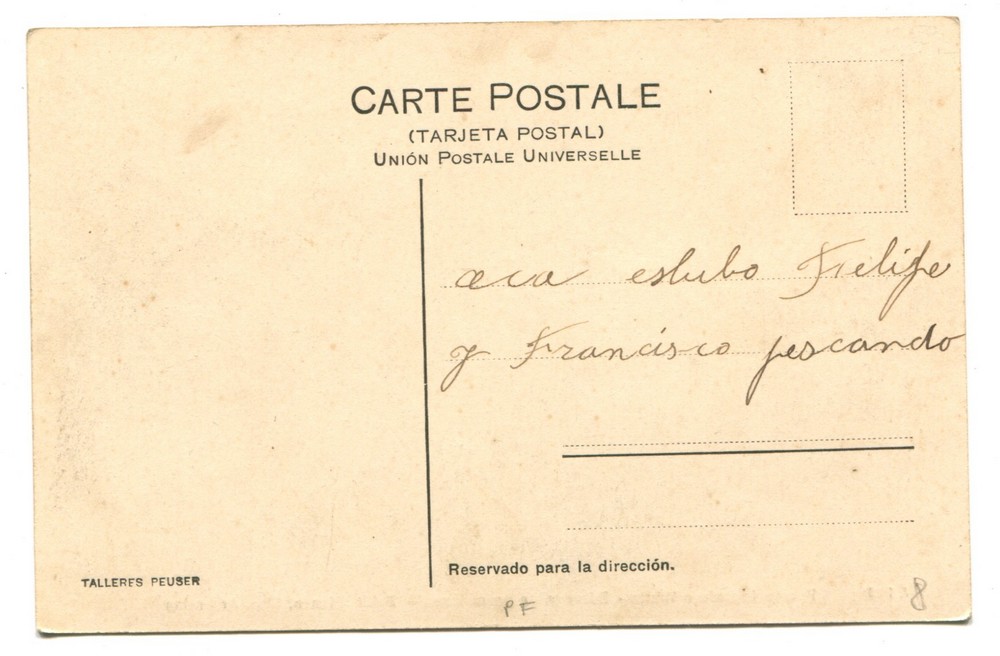 CARTE POSTALE
(TARJETA POSTAL)
UNIÓN POSTALE UNIVERSELLE
aca estubo Felipe
y Francisco pescando
Reservado para la dirección.
TALLERES PEUSER
PF
8